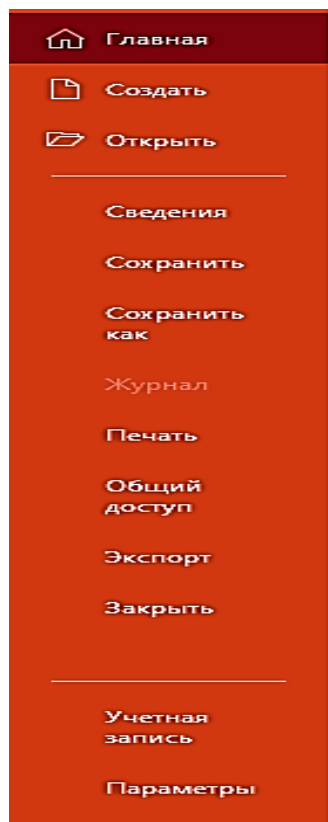 Главная
Создать
Открыть
Сведения
Сохранить
Сохранить
как
Журнал
Печать
Общий
доступ
Экспорт
Закрыть
Учетная
запись
Параметры